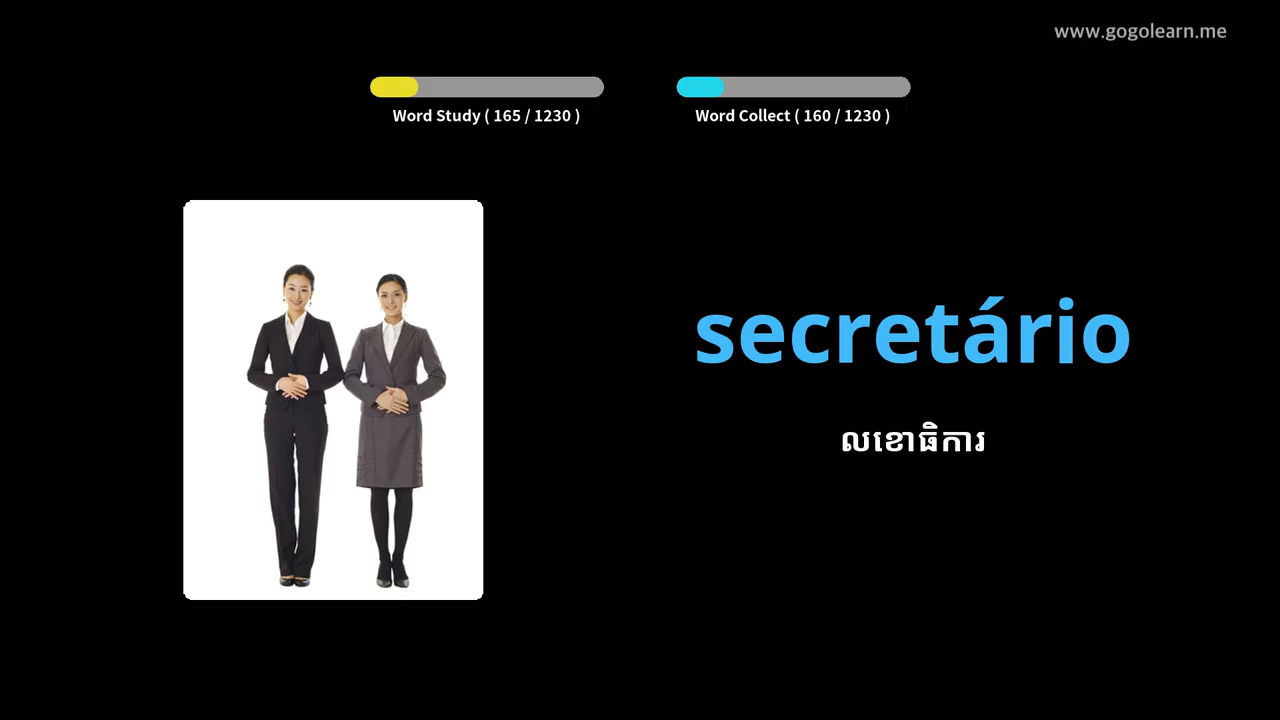 www.gogolearn.me
Word Study ( 165 / 1230 )
Word Collect ( 160 / 1230 )
secretário
លខោធិការ